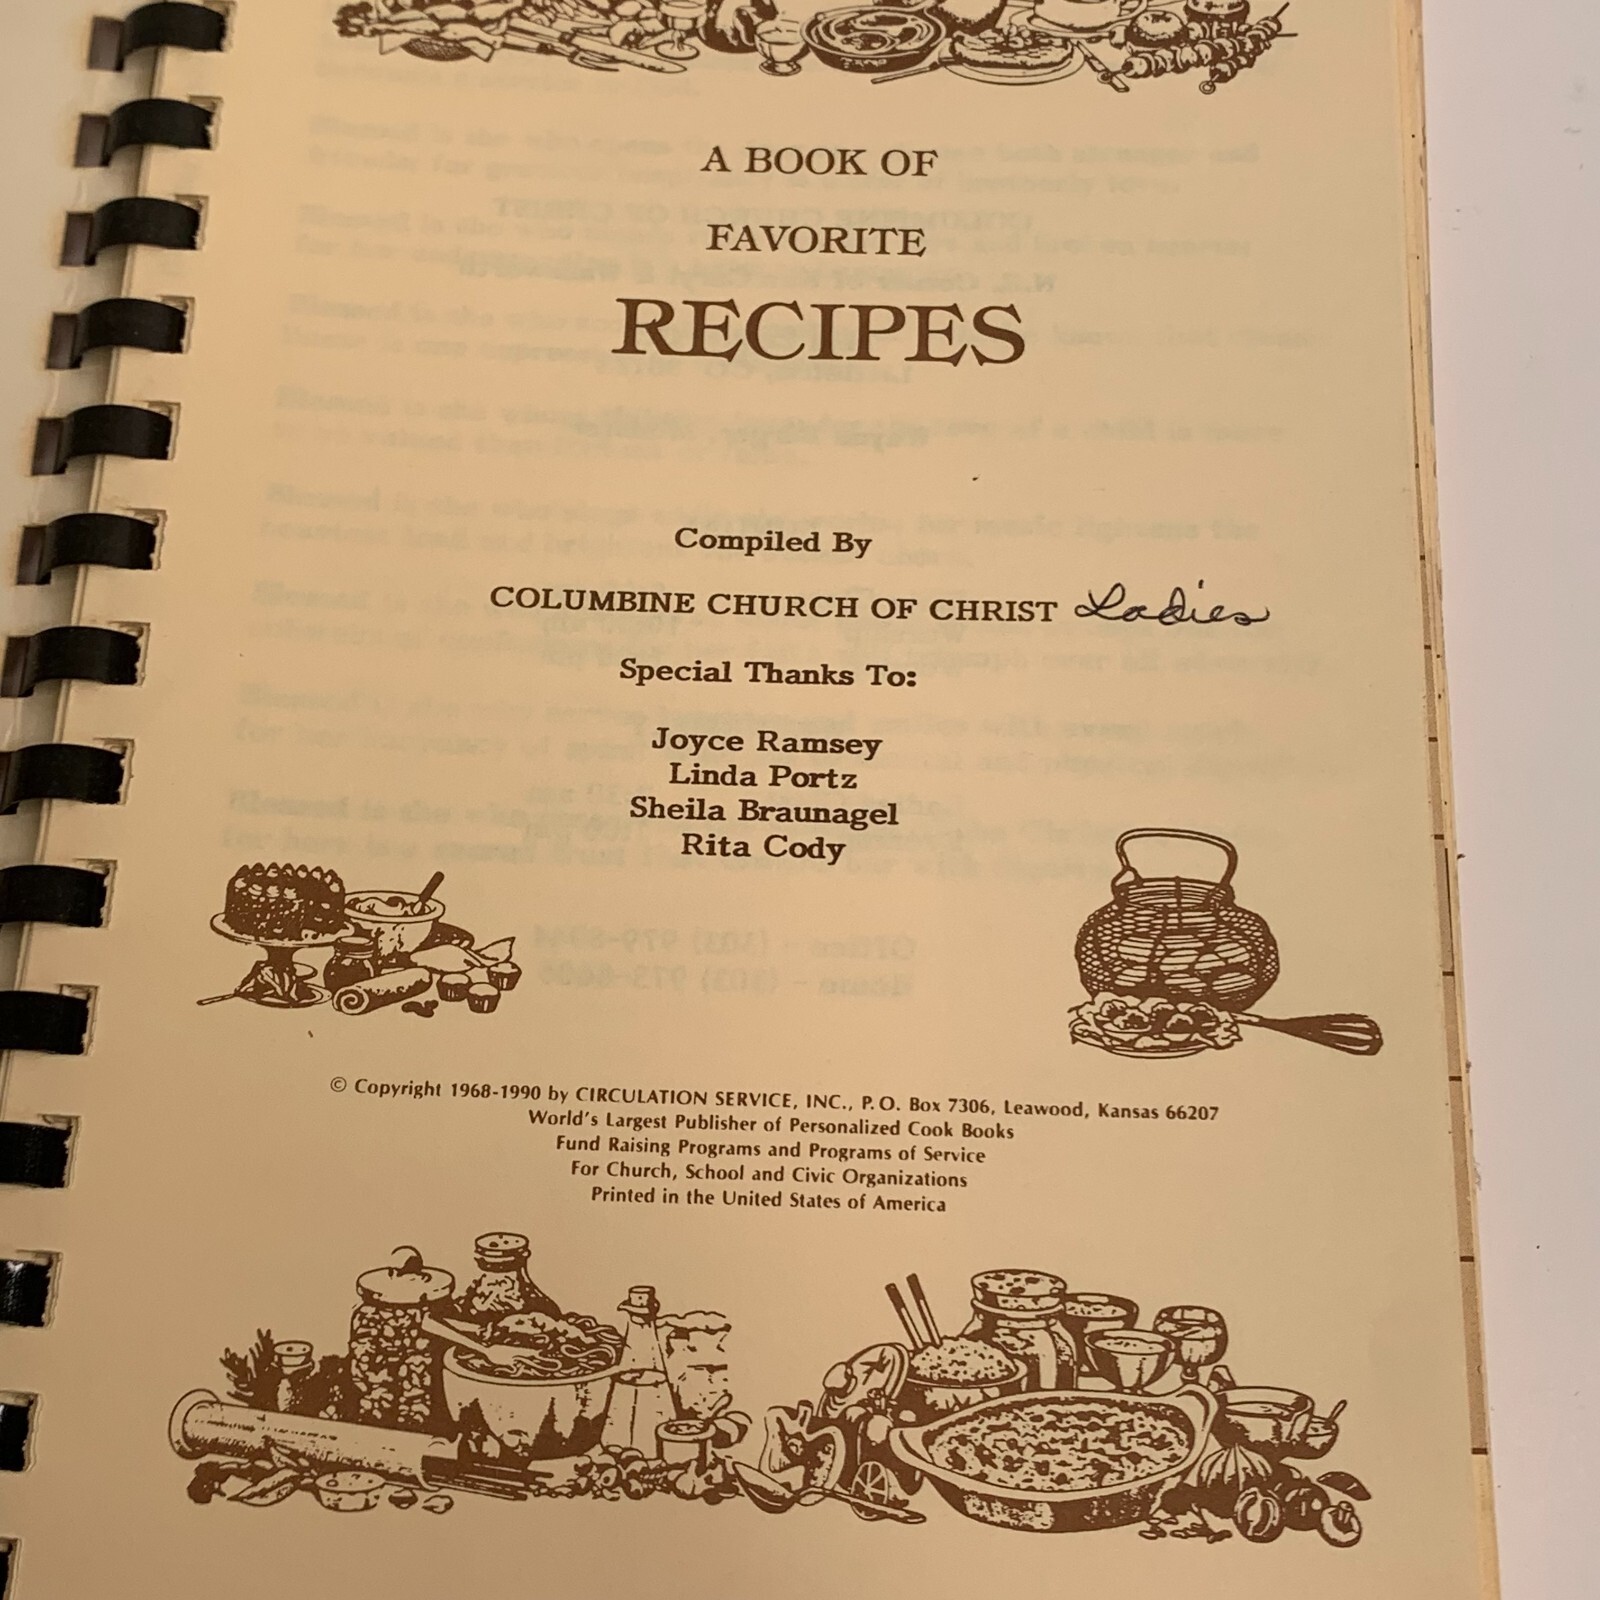 A BOOK OF
FAVORITE
RECIPES
Compiled By
COLUMBINE CHURCH OF CHRIST Ladies
Special Thanks To:
Joyce Ramsey
Linda Portz
Sheila Braunagel
Rita Cody
© Copyright 1968-1990 by CIRCULATION SERVICE, INC., P.O. Box 7306, Leawood, Kansas 66207
World's Largest Publisher of Personalized Cook Books
Fund Raising Programs and Programs of Service
For Church, School and Civic Organizations
Printed in the United States of America